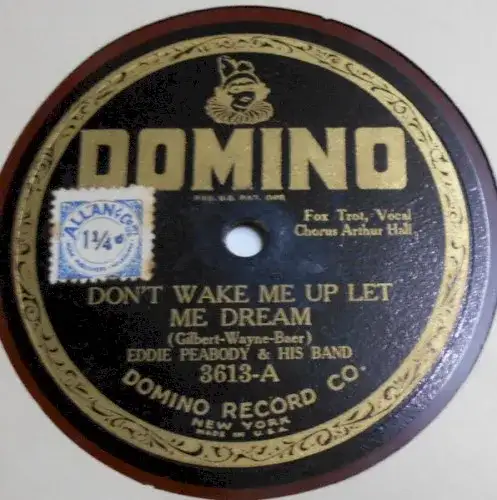 DOMINO
REG. U.S. PAT. OFF.
Fox Trot, Vocal
Chorus Arthur Hall
ALLAN & CO.
1¼d
DON'T WAKE ME UP LET
ME DREAM
(Gilbert-Wayne-Baer)
EDDIE PEABODY & HIS BAND
3613-A
DOMINO RECORD CO.
NEW YORK
MADE IN U.S.A.